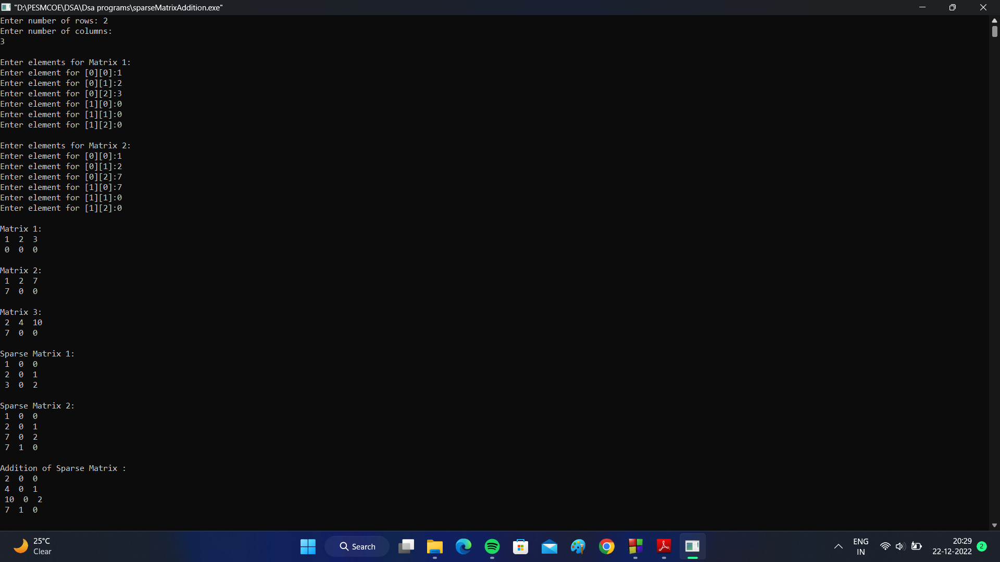 "D:\PESMCOE\DSA\Dsa programs\sparseMatrixAddition.exe"
Enter number of rows: 2
Enter number of columns:
3
Enter elements for Matrix 1:
Enter element for [0][0]:1
Enter element for [0][1]:2
Enter element for [0][2]:3
Enter element for [1][0]:0
Enter element for [1][1]:0
Enter element for [1][2]:0
Enter elements for Matrix 2:
Enter element for [0][0]:1
Enter element for [0][1]:2
Enter element for [0][2]:7
Enter element for [1][0]:7
Enter element for [1][1]:0
Enter element for [1][2]:0
Matrix 1:
1  2  3
0  0  0
Matrix 2:
1  2  7
7  0  0
Matrix 3:
2  4  10
7  0  0
Sparse Matrix 1:
1  0  0
2  0  1
3  0  2
Sparse Matrix 2:
1  0  0
2  0  1
7  0  2
7  1  0
Addition of Sparse Matrix :
2  0  0
4  0  1
10  0  2
7  1  0
25°C
Clear
Search
ENG
IN
20:29
22-12-2022
2